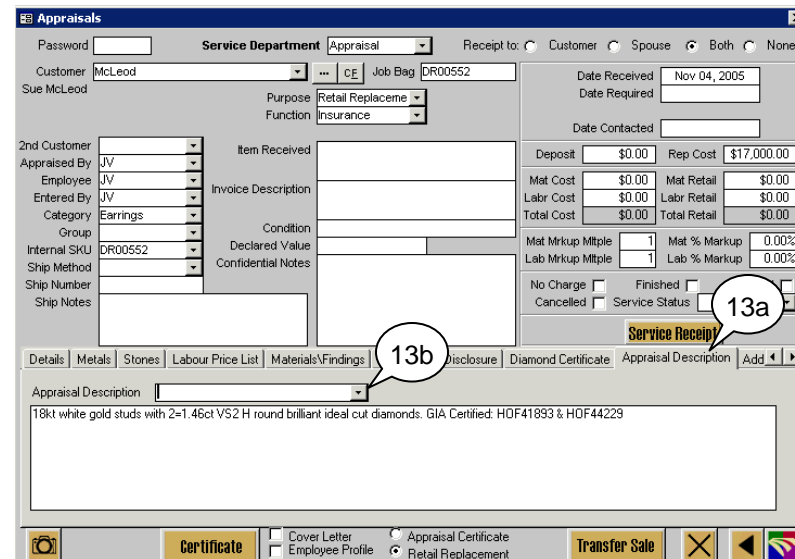 Appraisals
Password
Service Department Appraisal
Receipt to: Customer Spouse Both None
Customer McLeod ... CF Job Bag DR00552
Sue McLeod
Purpose Retail Replaceme
Function Insurance
Date Received Nov 04, 2005
Date Required
Date Contacted
2nd Customer
Appraised By JV
Employee JV
Entered By JV
Category Earrings
Group
Internal SKU DR00552
Ship Method
Ship Number
Ship Notes
Item Received
Invoice Description
Condition
Declared Value
Confidential Notes
Deposit $0.00 Rep Cost $17,000.00
Mat Cost $0.00 Mat Retail $0.00
Labr Cost $0.00 Labr Retail $0.00
Total Cost $0.00 Total Retail $0.00
Mat Mrkup Mltple 1 Mat % Markup 0.00%
Lab Mrkup Mltple 1 Lab % Markup 0.00%
No Charge Finished
Cancelled Service Status
13a
Service Receipt
Details Metals Stones Labour Price List Materials\Findings 13b Disclosure Diamond Certificate Appraisal Description Add
Appraisal Description
18kt white gold studs with 2=1.46ct VS2 H round brilliant ideal cut diamonds. GIA Certified: HOF41893 & HOF44229
Certificate
Cover Letter
Employee Profile
Appraisal Certificate
Retail Replacement
Transfer Sale